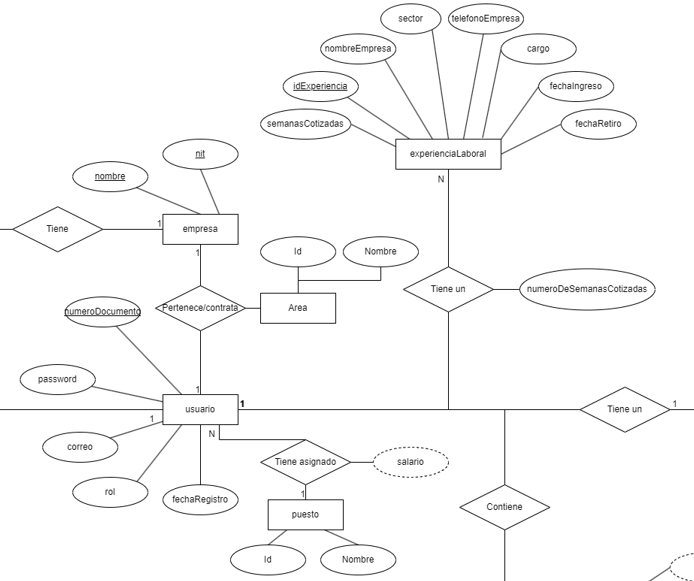 sector
telefonoEmpresa
nombreEmpresa
cargo
idExperiencia
fechaIngreso
semanasCotizadas
fechaRetiro
experienciaLaboral
N
nit
nombre
1
Tiene
empresa
1
Id
Nombre
Tiene un
numeroDeSemanasCotizadas
Pertenece/contrata
Area
numeroDocumento
password
1
usuario
1
1
Tiene un
1
N
correo
Tiene asignado
salario
rol
fechaRegistro
1
puesto
Contiene
Id
Nombre